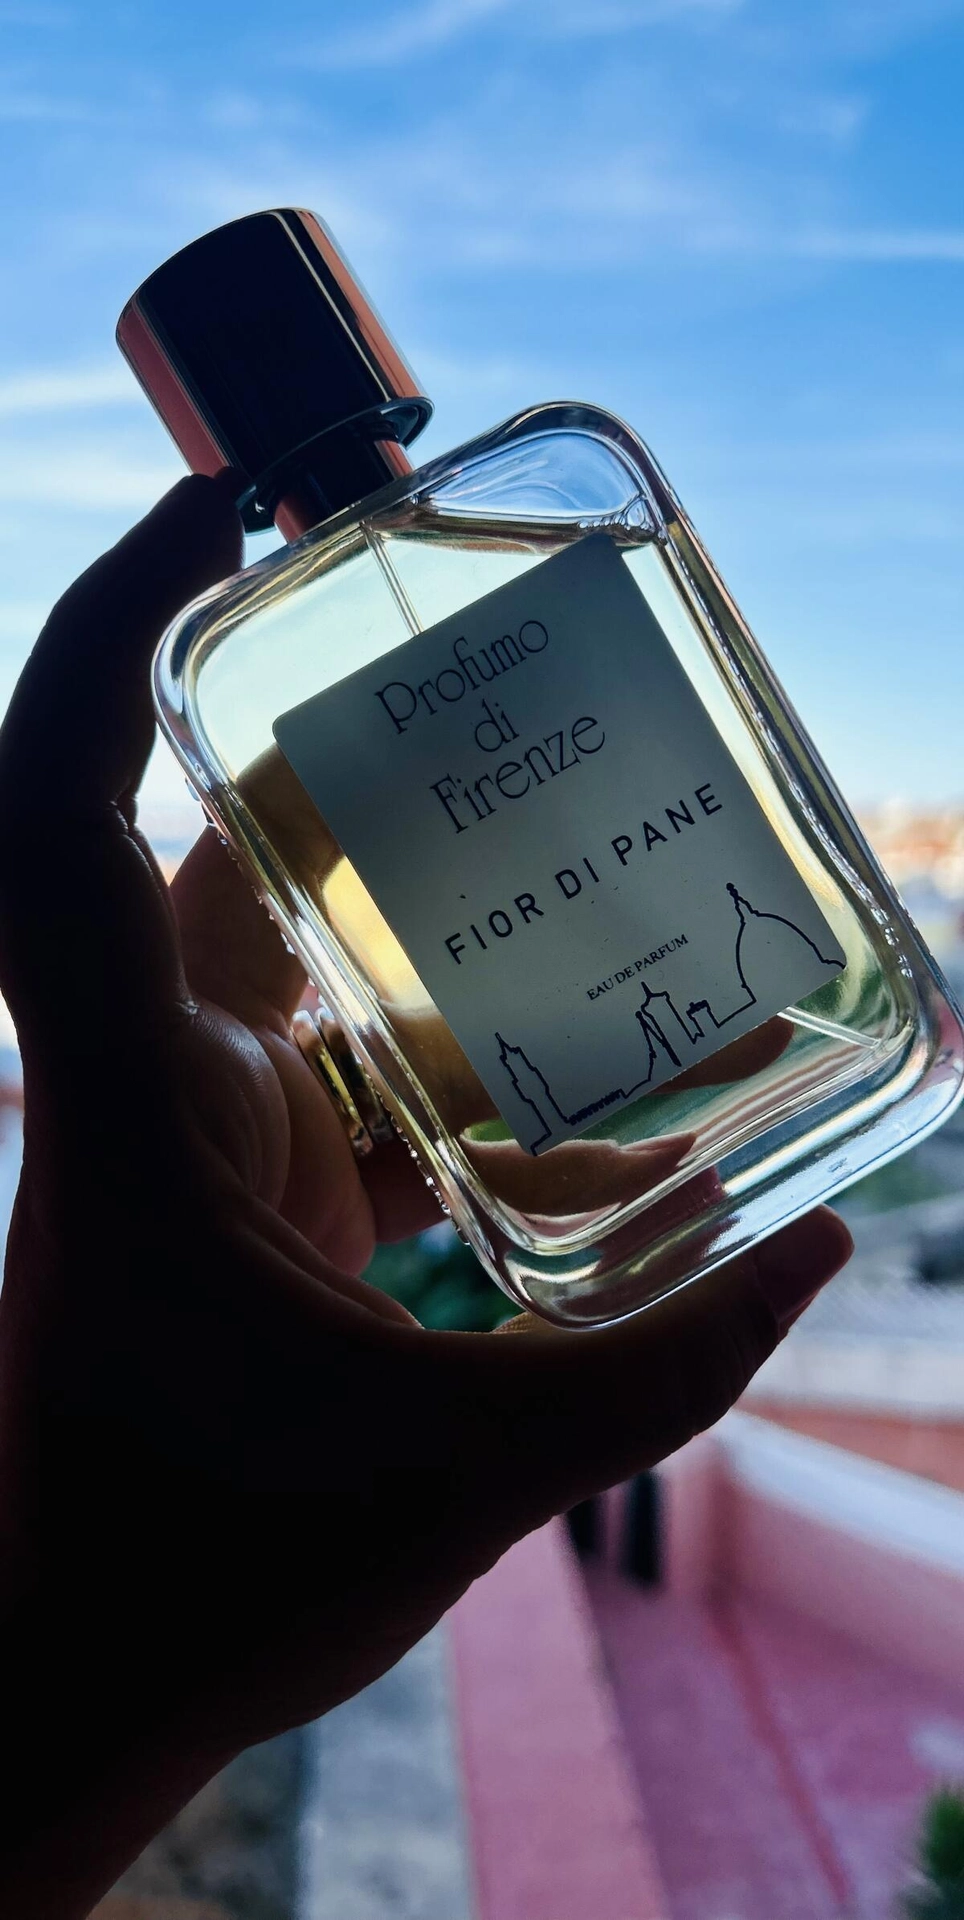 Profumo
di
Firenze
FIOR DI PANE
EAU DE PARFUM